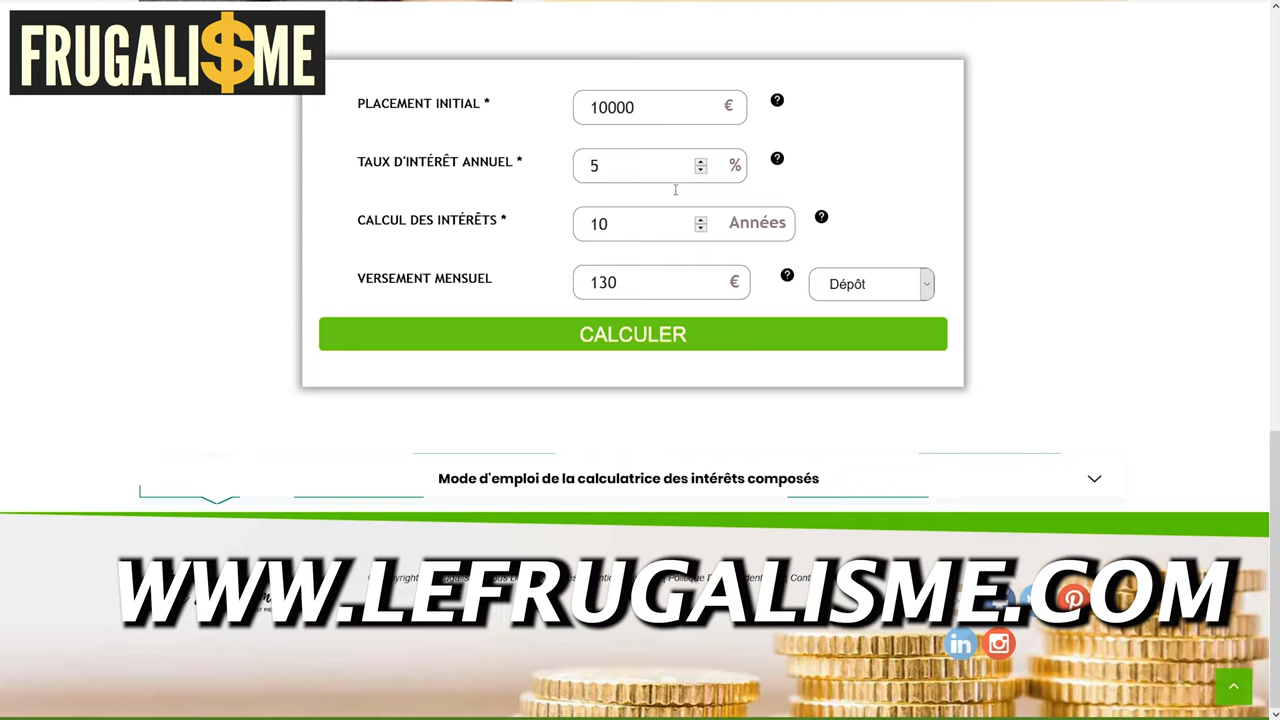 FRUGALI$ME
PLACEMENT INITIAL *
10000 €
TAUX D'INTÉRÊT ANNUEL *
5 %
CALCUL DES INTÉRÊTS *
10 Années
VERSEMENT MENSUEL
130 €
Dépôt
CALCULER
Mode d'emploi de la calculatrice des intérêts composés
WWW.LEFRUGALISME.COM